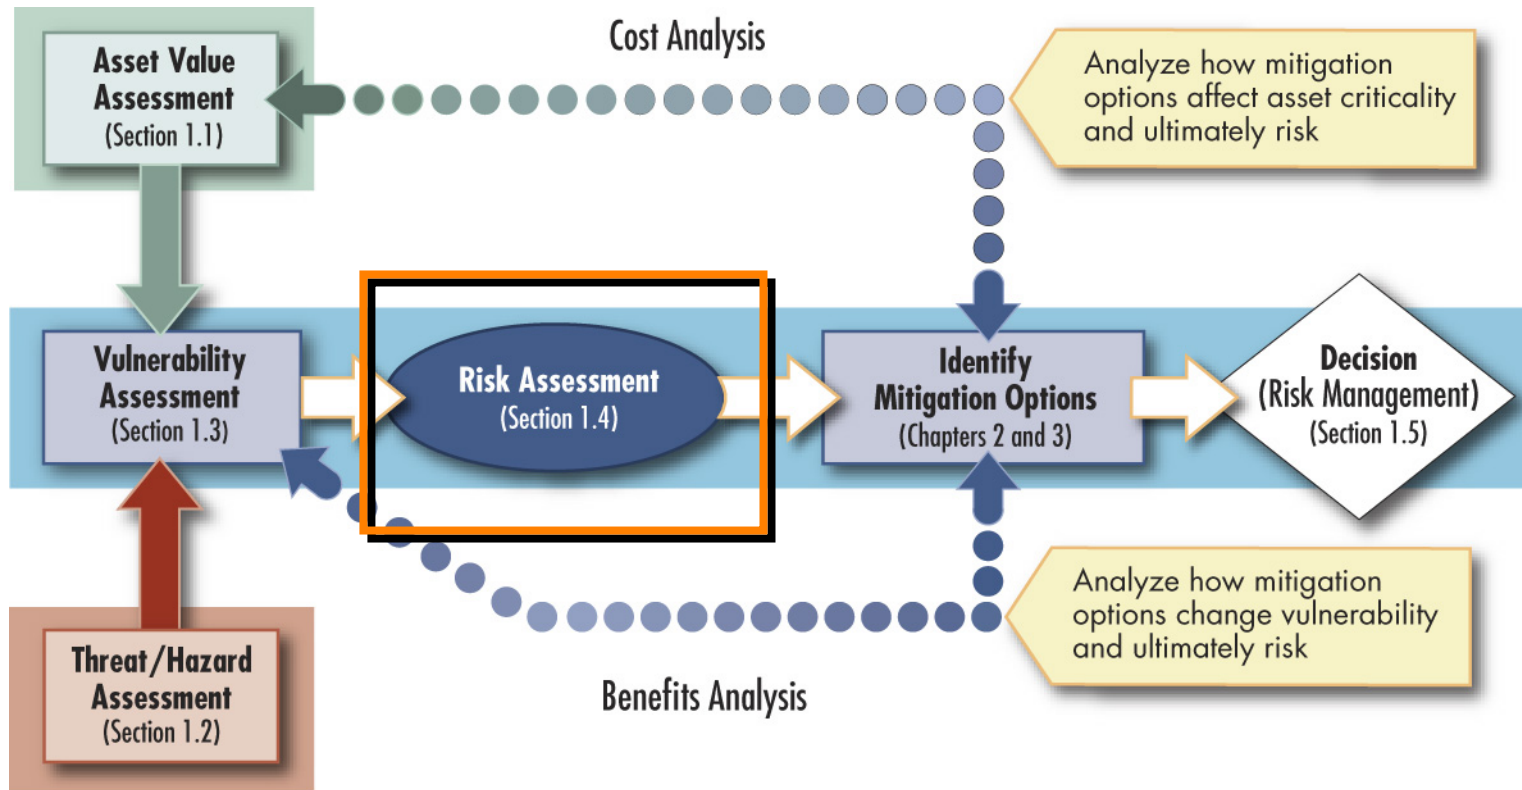 Cost Analysis
Asset Value
Assessment
(Section 1.1)
Analyze how mitigation
options affect asset criticality
and ultimately risk
Vulnerability
Assessment
(Section 1.3)
Risk Assessment
(Section 1.4)
Identify
Mitigation Options
(Chapters 2 and 3)
Decision
(Risk Management)
(Section 1.5)
Threat/Hazard
Assessment
(Section 1.2)
Analyze how mitigation
options change vulnerability
and ultimately risk
Benefits Analysis